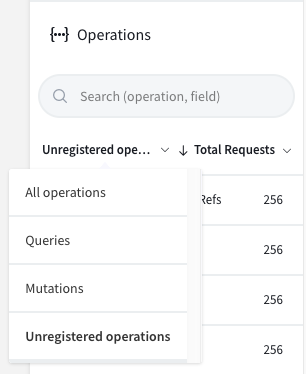 {···} Operations
Search (operation, field)
Unregistered ope... ↓ Total Requests
All operations
Refs 256
Queries
256
Mutations
256
Unregistered operations
256